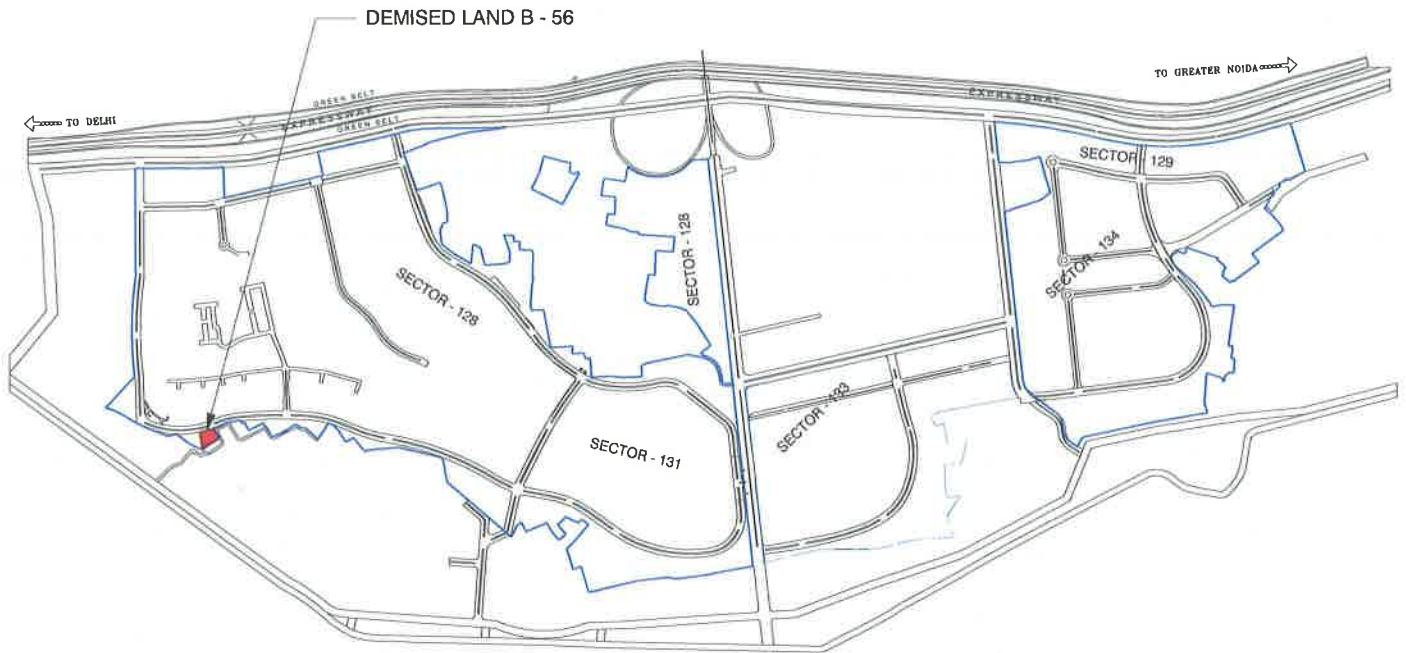 DEMISED LAND B - 56
TO GREATER NOIDA
TO DELHI
GREEN BELT
EXPRESSWAY
GREEN BELT
EXPRESSWAY
SECTOR - 129
SECTOR - 128
SECTOR - 128
SECTOR - 134
SECTOR - 133
SECTOR - 131